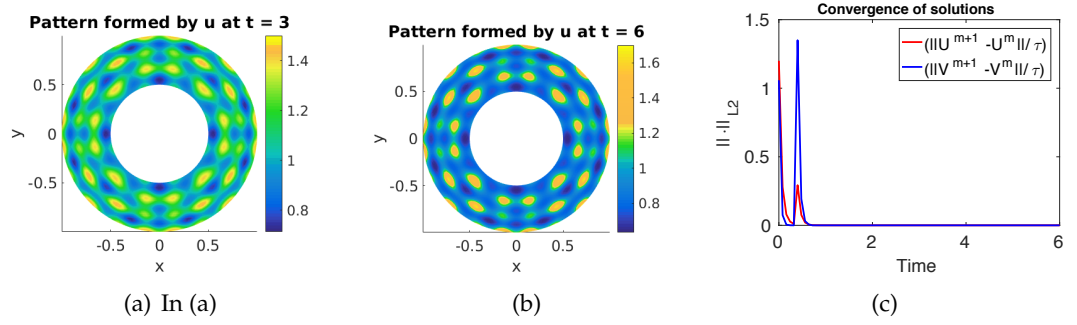 Pattern formed by u at t = 3
y
0.5
0
-0.5
-0.5 0 0.5
x
1.4
1.2
1
0.8
(a) In (a)
Pattern formed by u at t = 6
y
0.5
0
-0.5
-0.5 0 0.5
x
1.6
1.4
1.2
1
0.8
(b)
Convergence of solutions
|| .||L2
1.5
1
0.5
0
0 2 4 6
Time
(||U m+1 -Um||/ τ)
(||V m+1 -Vm||/ τ)
(c)